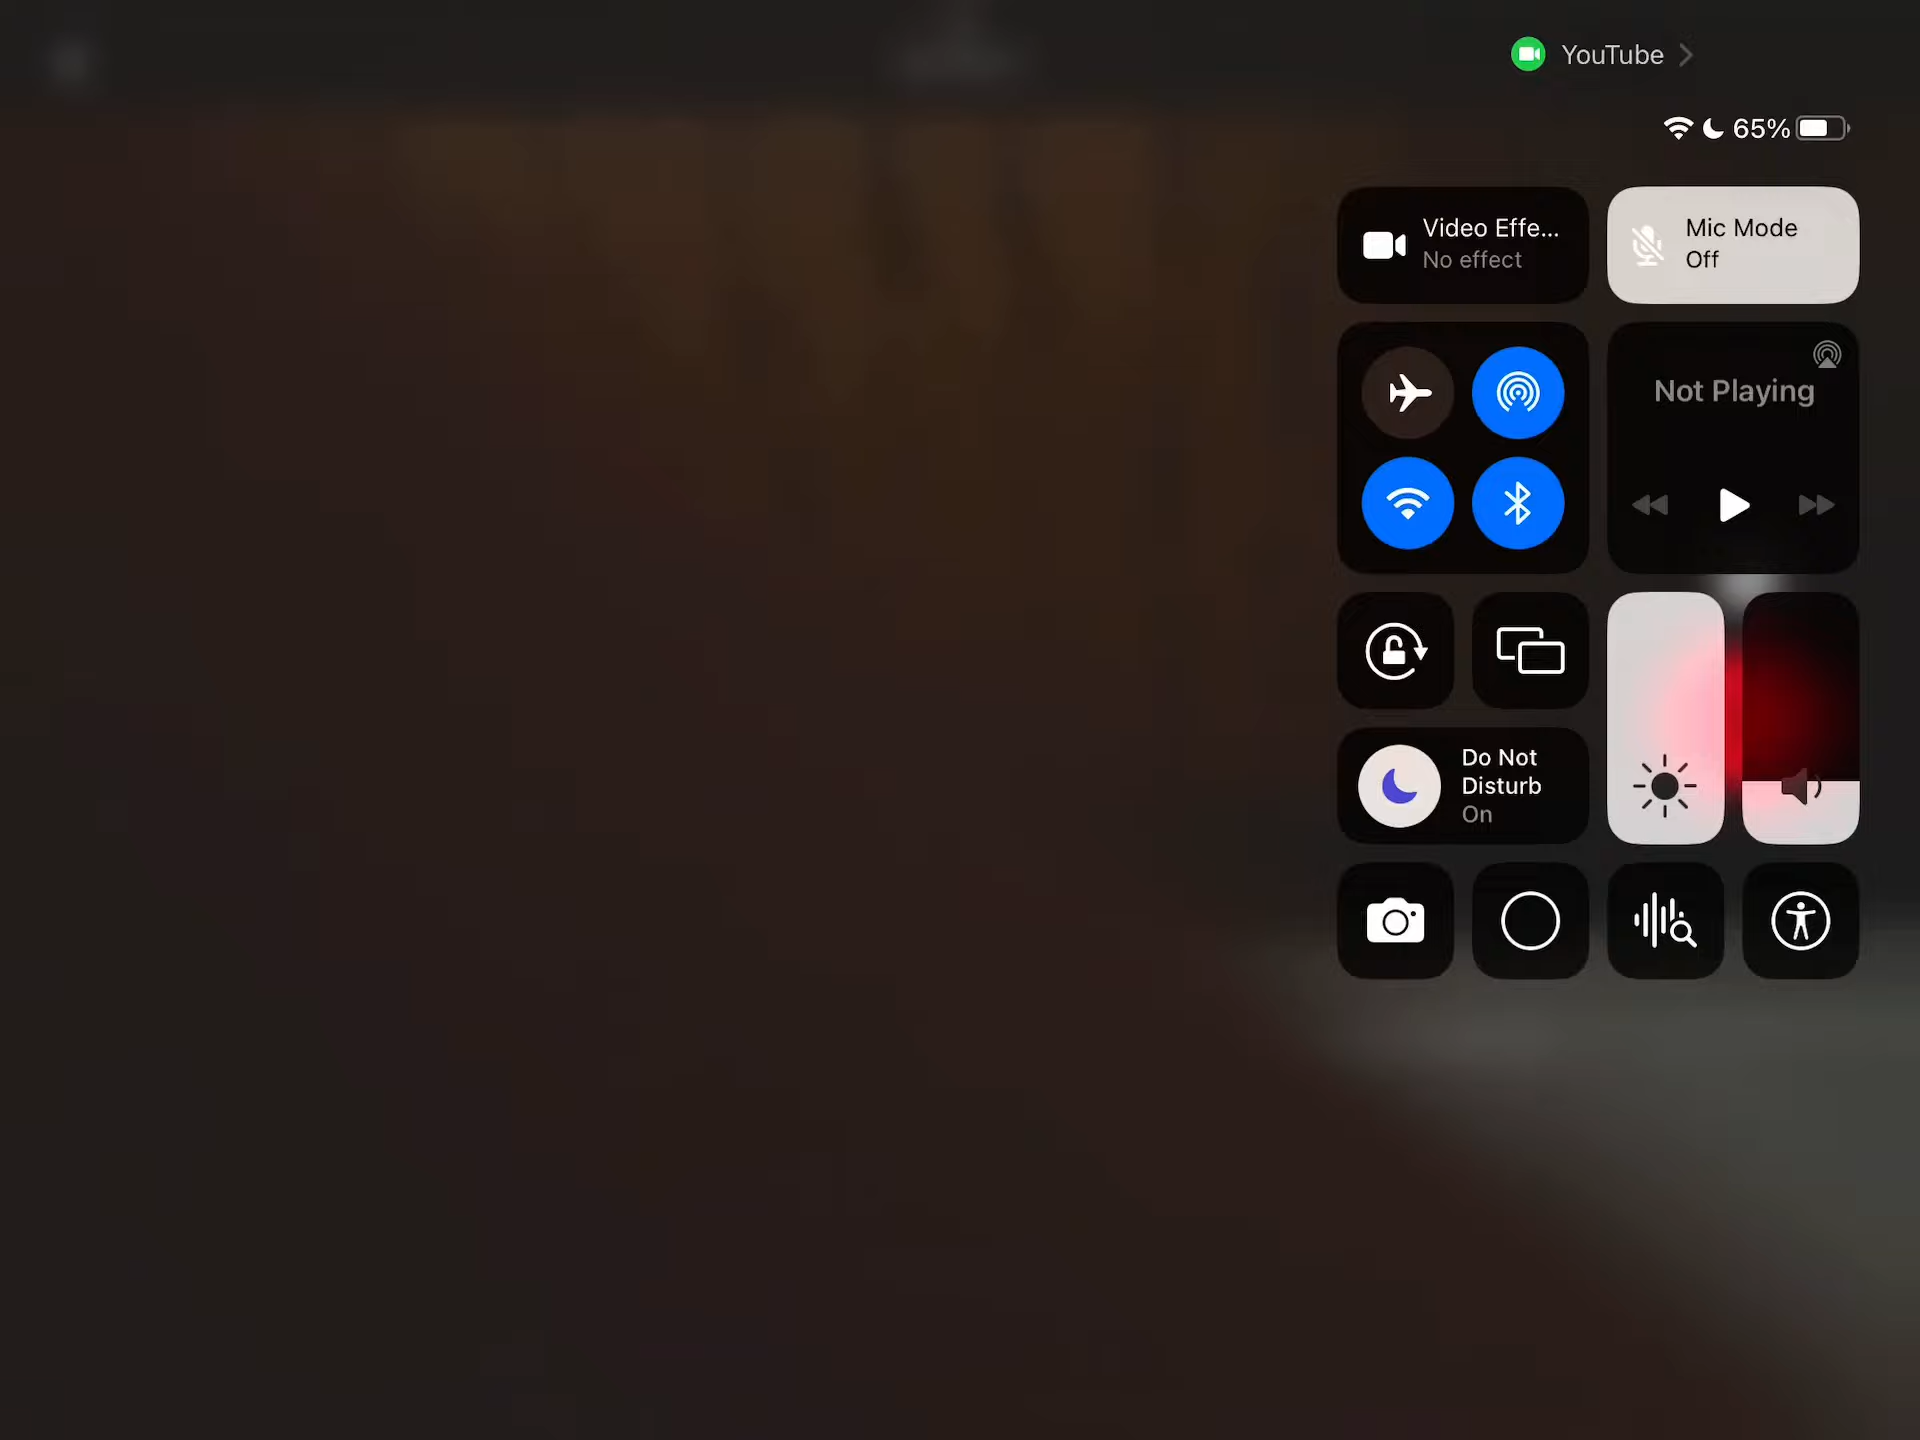 YouTube
65%
Video Effe...
No effect
Mic Mode
Off
Not Playing
Do Not
Disturb
On